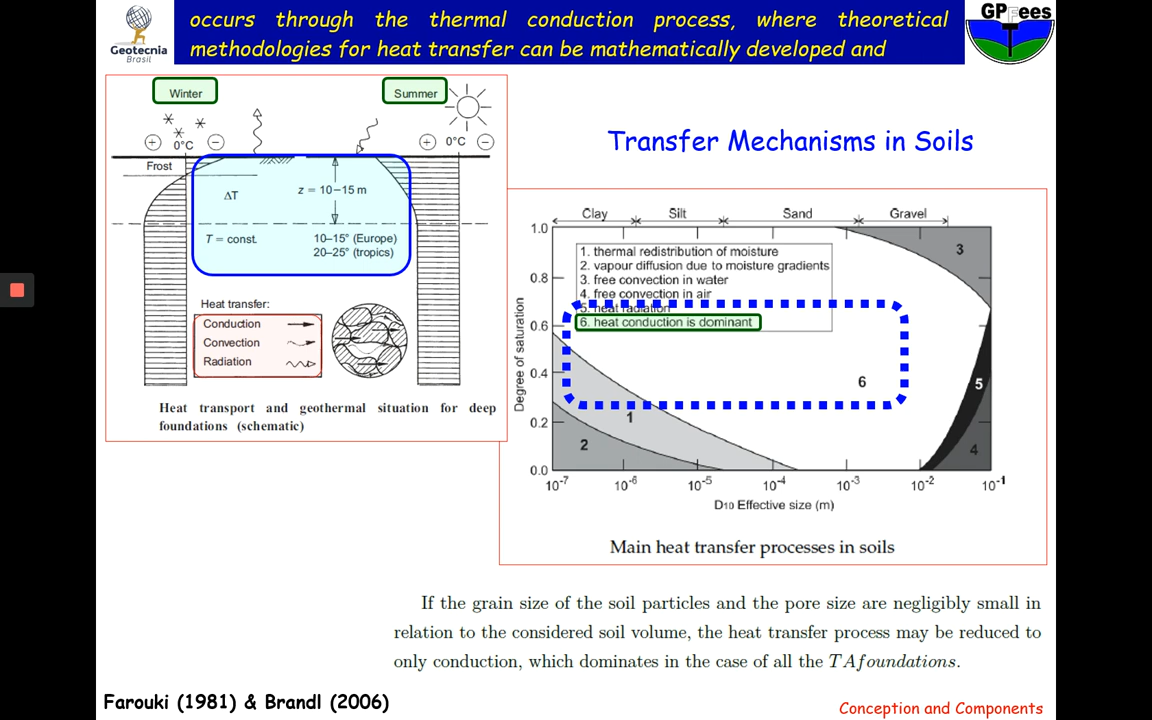 occurs through the thermal conduction process, where theoretical
methodologies for heat transfer can be mathematically developed and
Geotecnia
Brasil
GPFees
Winter
Summer
0°C
0°C
Frost
ΔT
z = 10–15 m
T = const.
10–15° (Europe)
20–25° (tropics)
Heat transfer:
Conduction
Convection
Radiation
Heat transport and geothermal situation for deep
foundations (schematic)
Transfer Mechanisms in Soils
Clay Silt Sand Gravel
1.0
0.8
0.6
0.4
0.2
0.0
Degree of saturation
1. thermal redistribution of moisture
2. vapour diffusion due to moisture gradients
3. free convection in water
4. free convection in air
5. heat radiation
6. heat conduction is dominant
3
6
5
1
2
4
10-7 10-6 10-5 10-4 10-3 10-2 10-1
D10 Effective size (m)
Main heat transfer processes in soils
If the grain size of the soil particles and the pore size are negligibly small in
relation to the considered soil volume, the heat transfer process may be reduced to
only conduction, which dominates in the case of all the TAfoundations.
Farouki (1981) & Brandl (2006)
Conception and Components